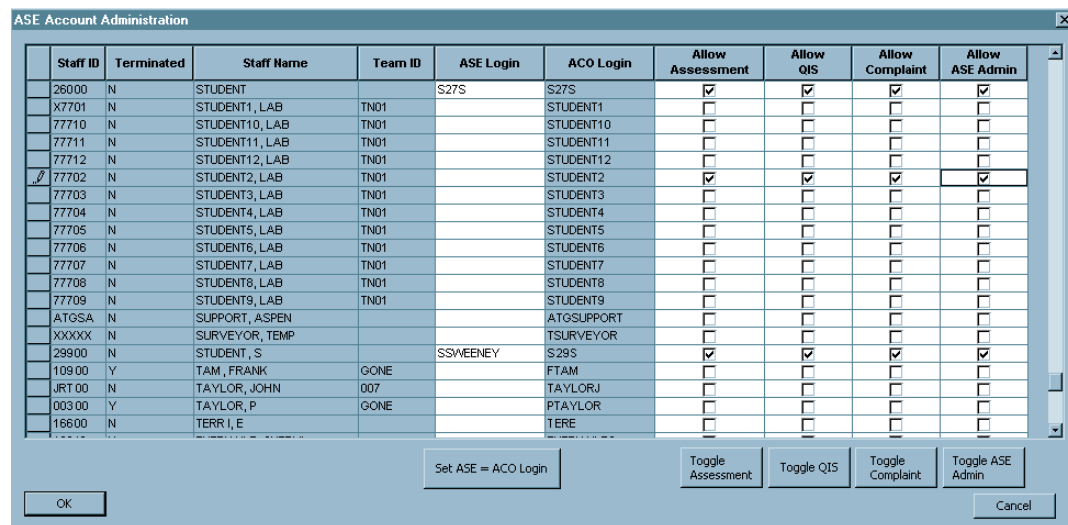 ASE Account Administration
Staff ID Terminated Staff Name Team ID ASE Login ACO Login Allow Assessment Allow QIS Allow Complaint Allow ASE Admin
26000 N STUDENT S27S S27S
X7701 N STUDENT1, LAB TN01 STUDENT1
77710 N STUDENT10, LAB TN01 STUDENT10
77711 N STUDENT11, LAB TN01 STUDENT11
77712 N STUDENT12, LAB TN01 STUDENT12
77702 N STUDENT2, LAB TN01 STUDENT2
77703 N STUDENT3, LAB TN01 STUDENT3
77704 N STUDENT4, LAB TN01 STUDENT4
77705 N STUDENT5, LAB TN01 STUDENT5
77706 N STUDENT6, LAB TN01 STUDENT6
77707 N STUDENT7, LAB TN01 STUDENT7
77708 N STUDENT8, LAB TN01 STUDENT8
77709 N STUDENT9, LAB TN01 STUDENT9
ATGSA N SUPPORT, ASPEN ATGSUPPORT
XXXXX N SURVEYOR, TEMP TSURVEYOR
29900 N STUDENT, S SSWEENEY S29S
10900 Y TAM, FRANK GONE FTAM
JRT00 N TAYLOR, JOHN 007 TAYLORJ
00300 Y TAYLOR, P GONE PTAYLOR
16600 N TERRI, E TERE
Set ASE = ACO Login Toggle Assessment Toggle QIS Toggle Complaint Toggle ASE Admin
OK Cancel